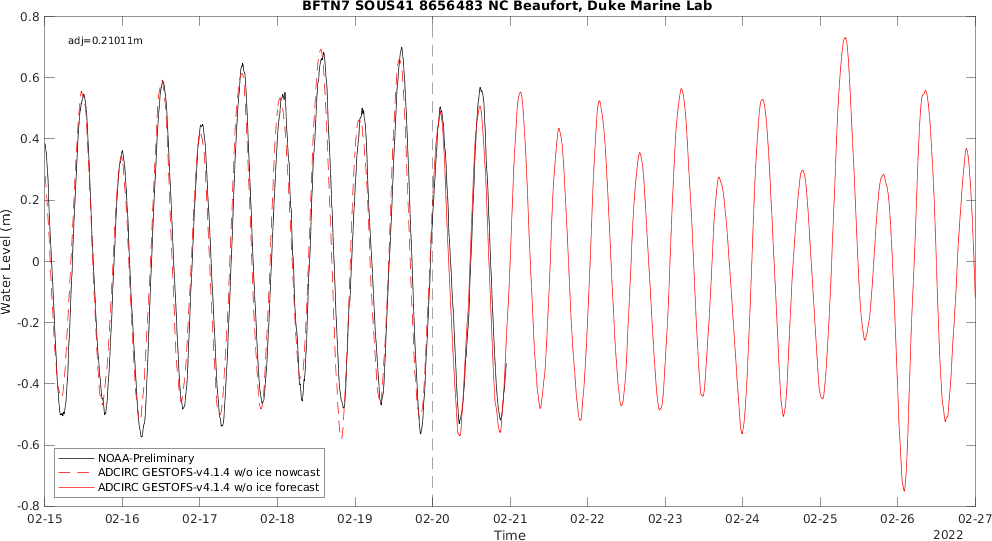 BFTN7 SOUS41 8656483 NC Beaufort, Duke Marine Lab
adj=0.21011m
0.8
0.6
0.4
0.2
0
-0.2
-0.4
-0.6
-0.8
Water Level (m)
NOAA-Preliminary
ADCIRC GESTOFS-v4.1.4 w/o ice nowcast
ADCIRC GESTOFS-v4.1.4 w/o ice forecast
02-15 02-16 02-17 02-18 02-19 02-20 02-21 02-22 02-23 02-24 02-25 02-26 02-27
Time
2022